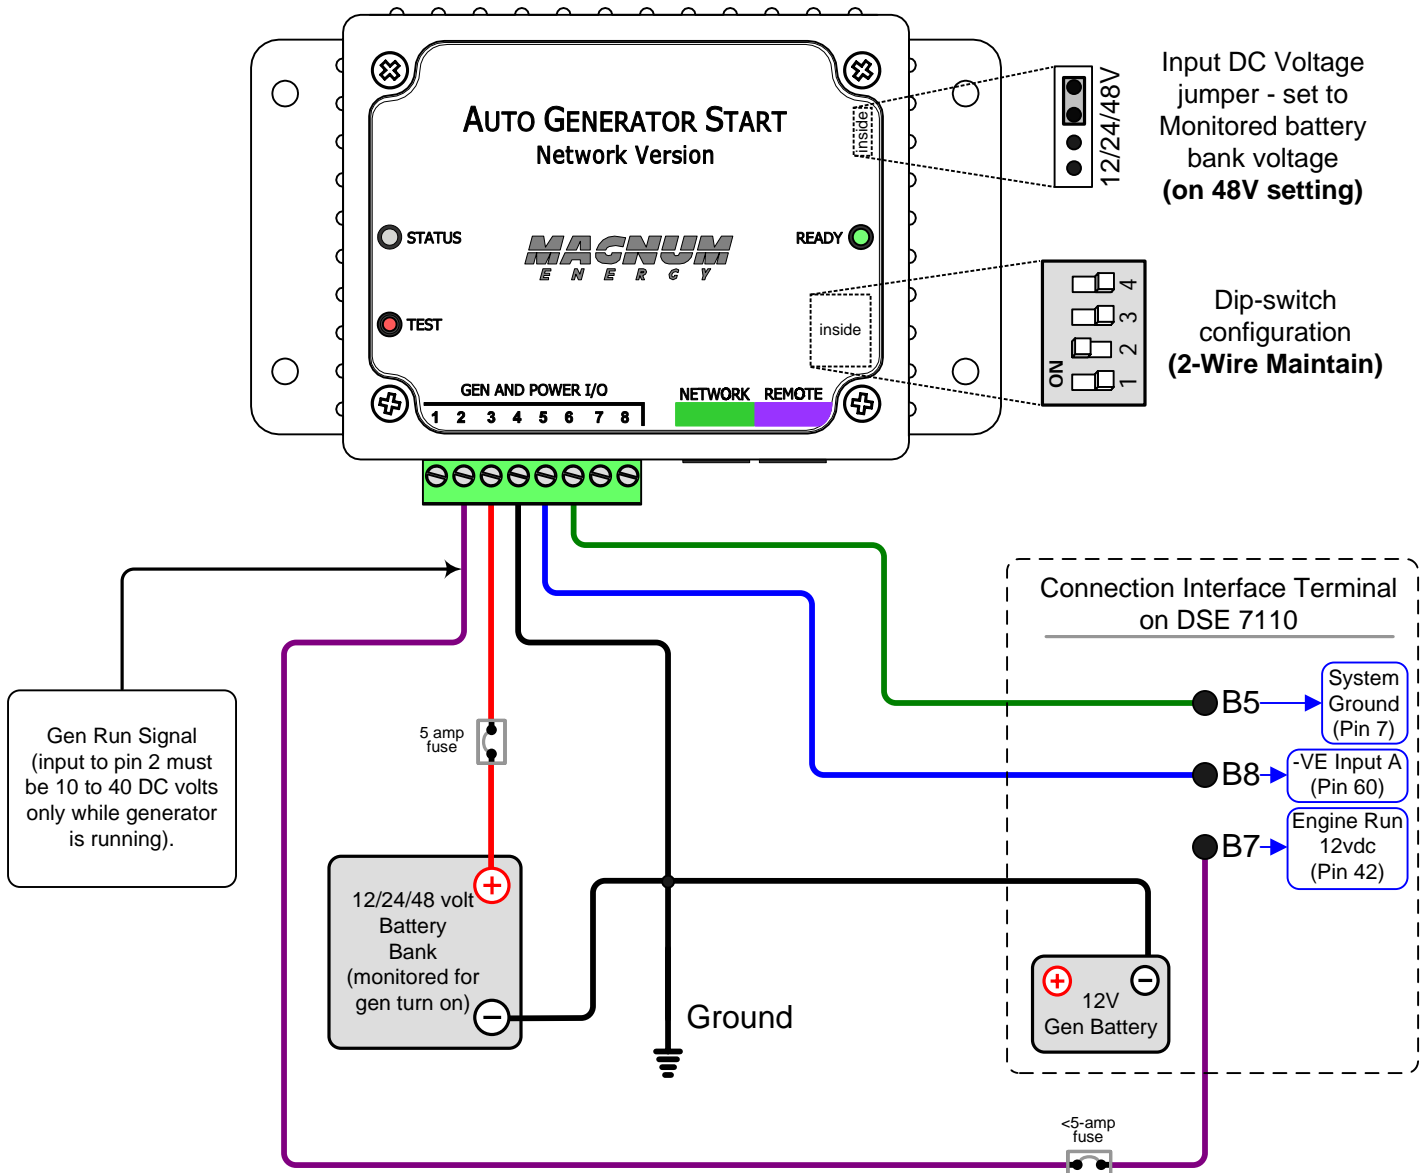 AUTO GENERATOR START
Network Version
STATUS
MAGNUM
ENERGY
READY
TEST
inside
inside
GEN AND POWER I/O
1 2 3 4 5 6 7 8
NETWORK REMOTE
12/24/48V
Input DC Voltage
jumper - set to
Monitored battery
bank voltage
(on 48V setting)
ON
1 2 3 4
Dip-switch
configuration
(2-Wire Maintain)
Connection Interface Terminal
on DSE 7110
B5
System
Ground
(Pin 7)
B8
-VE Input A
(Pin 60)
B7
Engine Run
12vdc
(Pin 42)
Gen Run Signal
(input to pin 2 must
be 10 to 40 DC volts
only while generator
is running).
5 amp
fuse
+
12/24/48 volt
Battery
Bank
(monitored for
gen turn on)
−
Ground
+ −
12V
Gen Battery
<5-amp
fuse